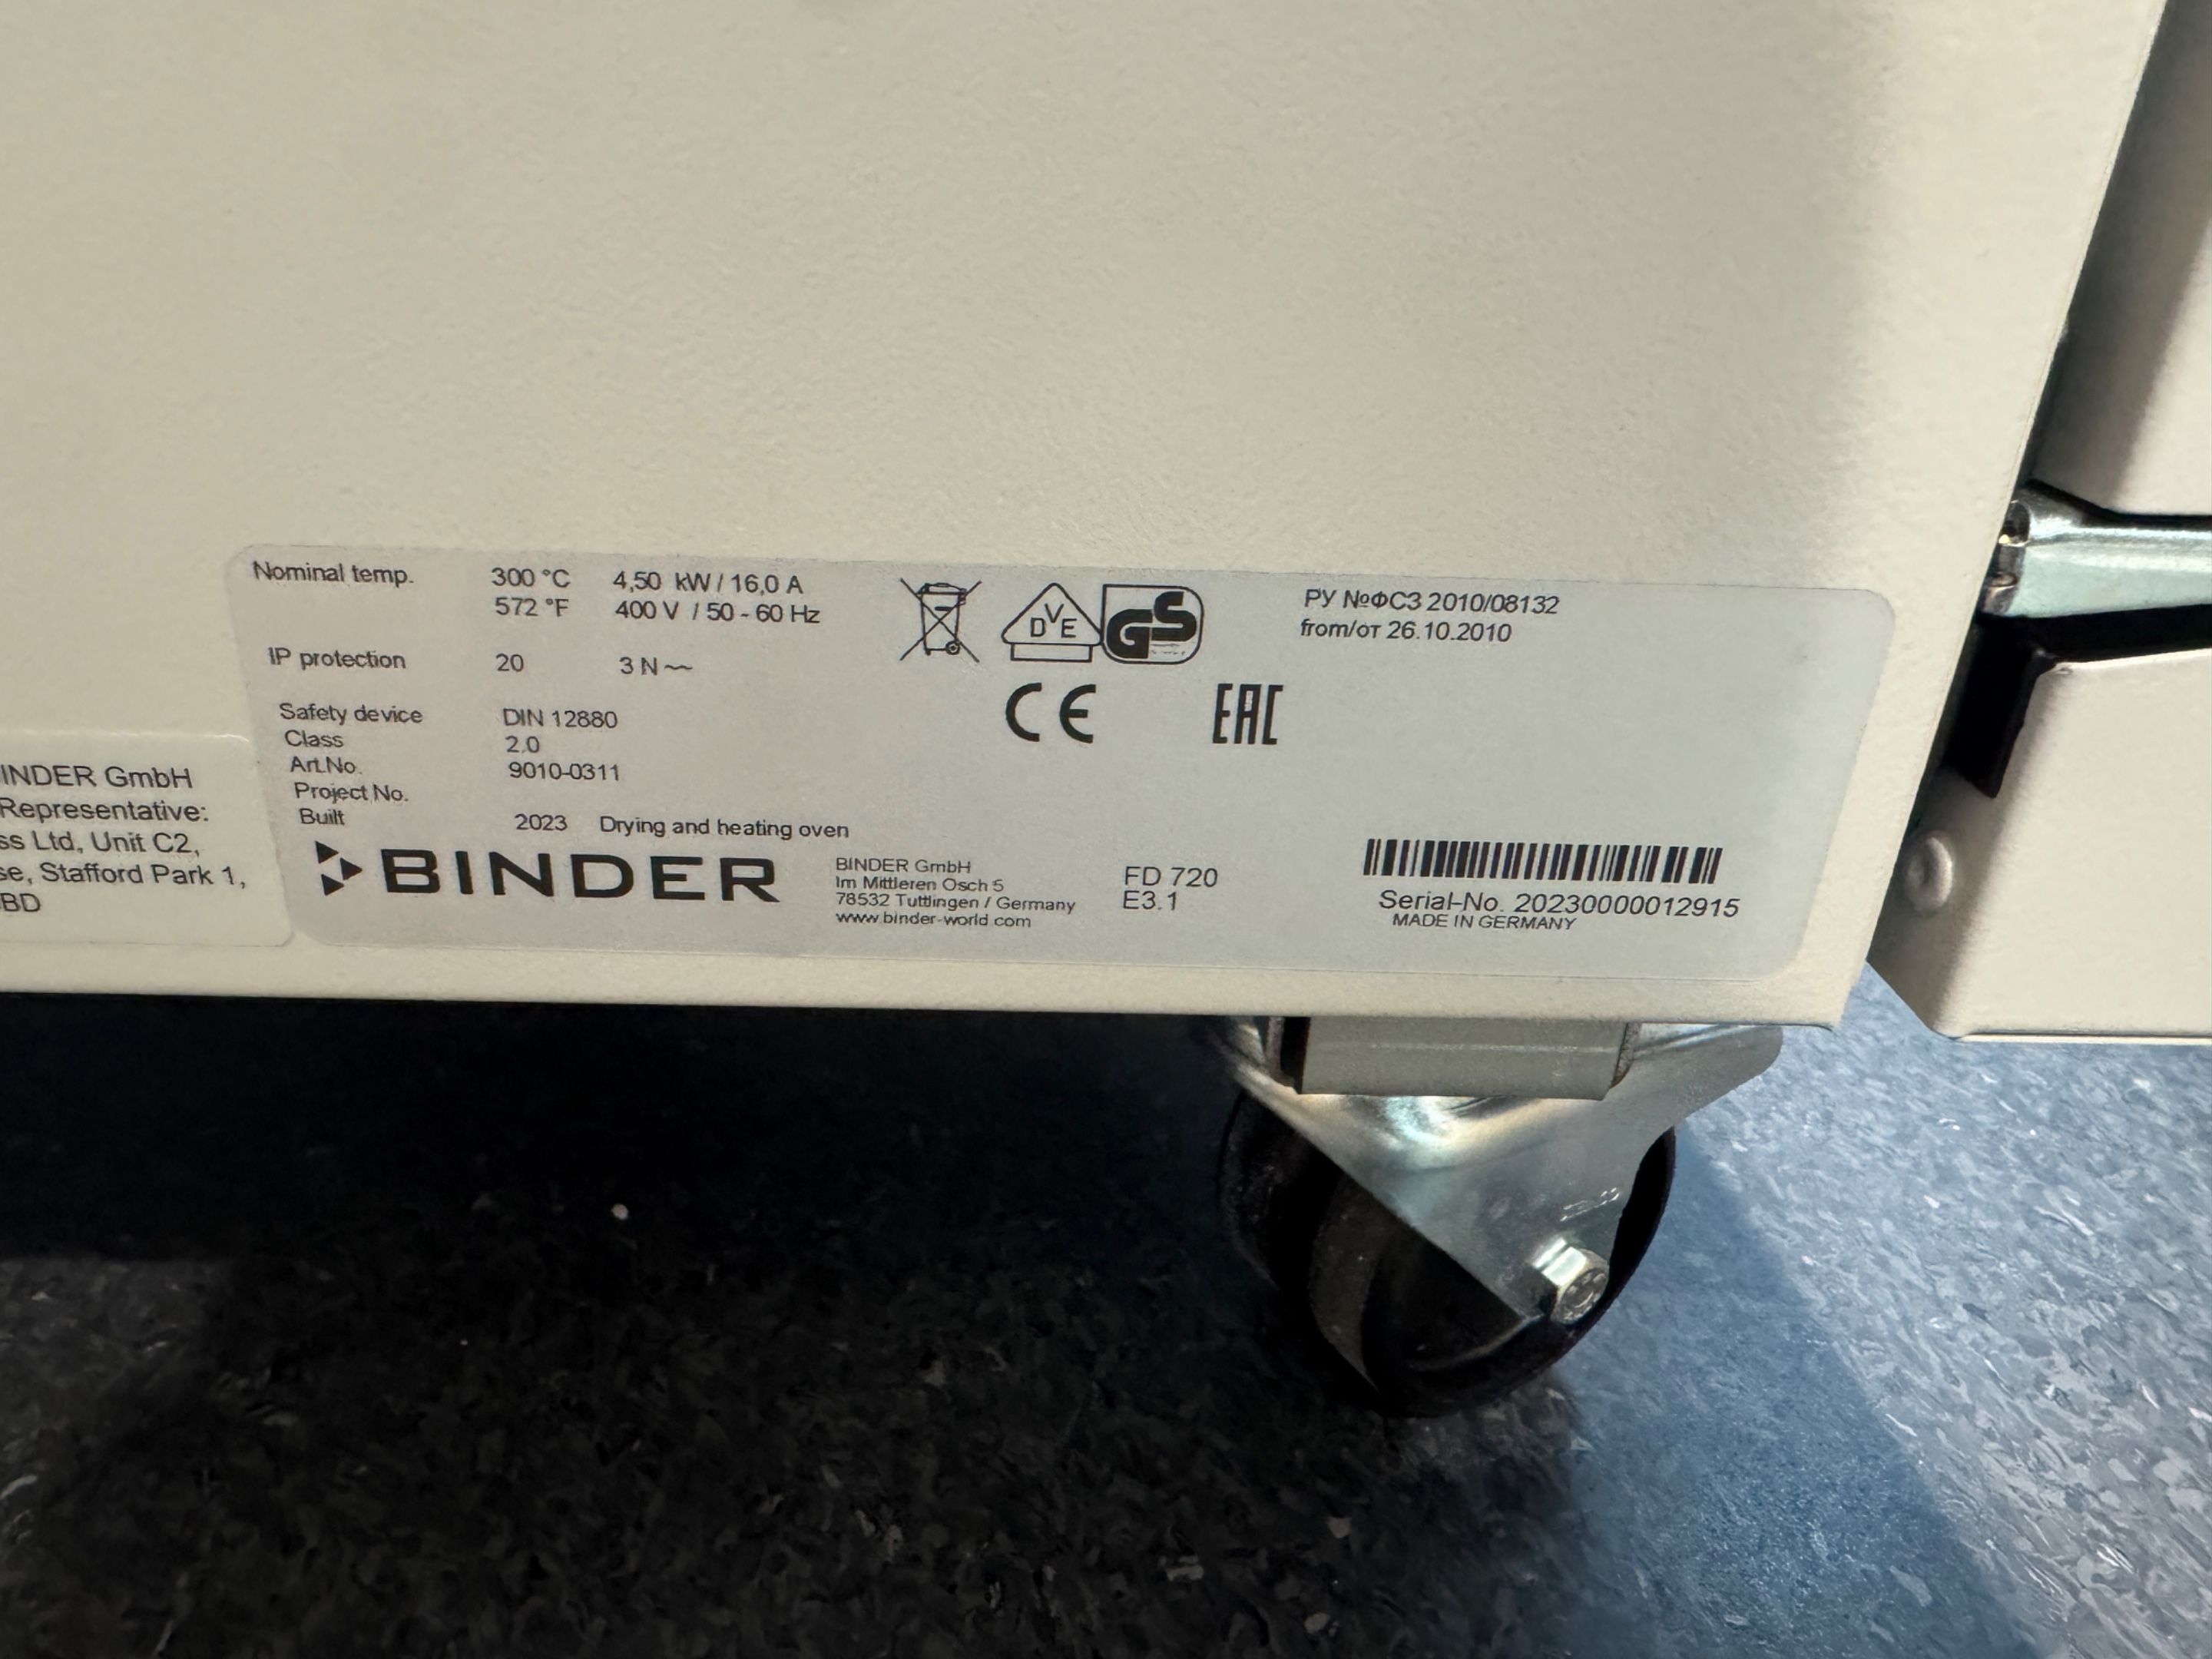 Nominal temp. 300 °C 4,50 kW / 16,0 A
572 °F 400 V / 50 - 60 Hz
IP protection 20 3 N ~
Safety device DIN 12880
Class 2.0
Art.No. 9010-0311
Project No.
Built 2023 Drying and heating oven
BINDER
BINDER GmbH
Im Mittleren Ösch 5
78532 Tuttlingen / Germany
www.binder-world.com
FD 720
E3.1
DVE
GS
CE
EAC
РУ №ФСЗ 2010/08132
from/от 26.10.2010
Serial-No. 20230000012915
MADE IN GERMANY
INDER GmbH
Representative:
ss Ltd, Unit C2,
se, Stafford Park 1,
BD